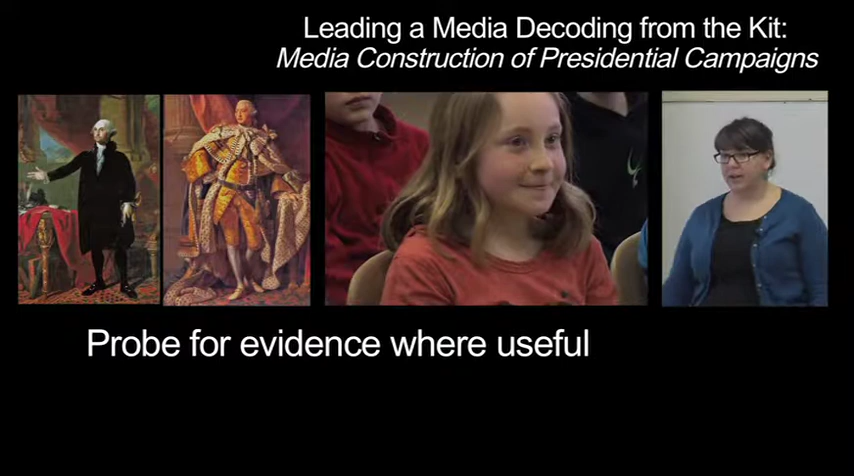 Leading a Media Decoding from the Kit:
Media Construction of Presidential Campaigns
Probe for evidence where useful